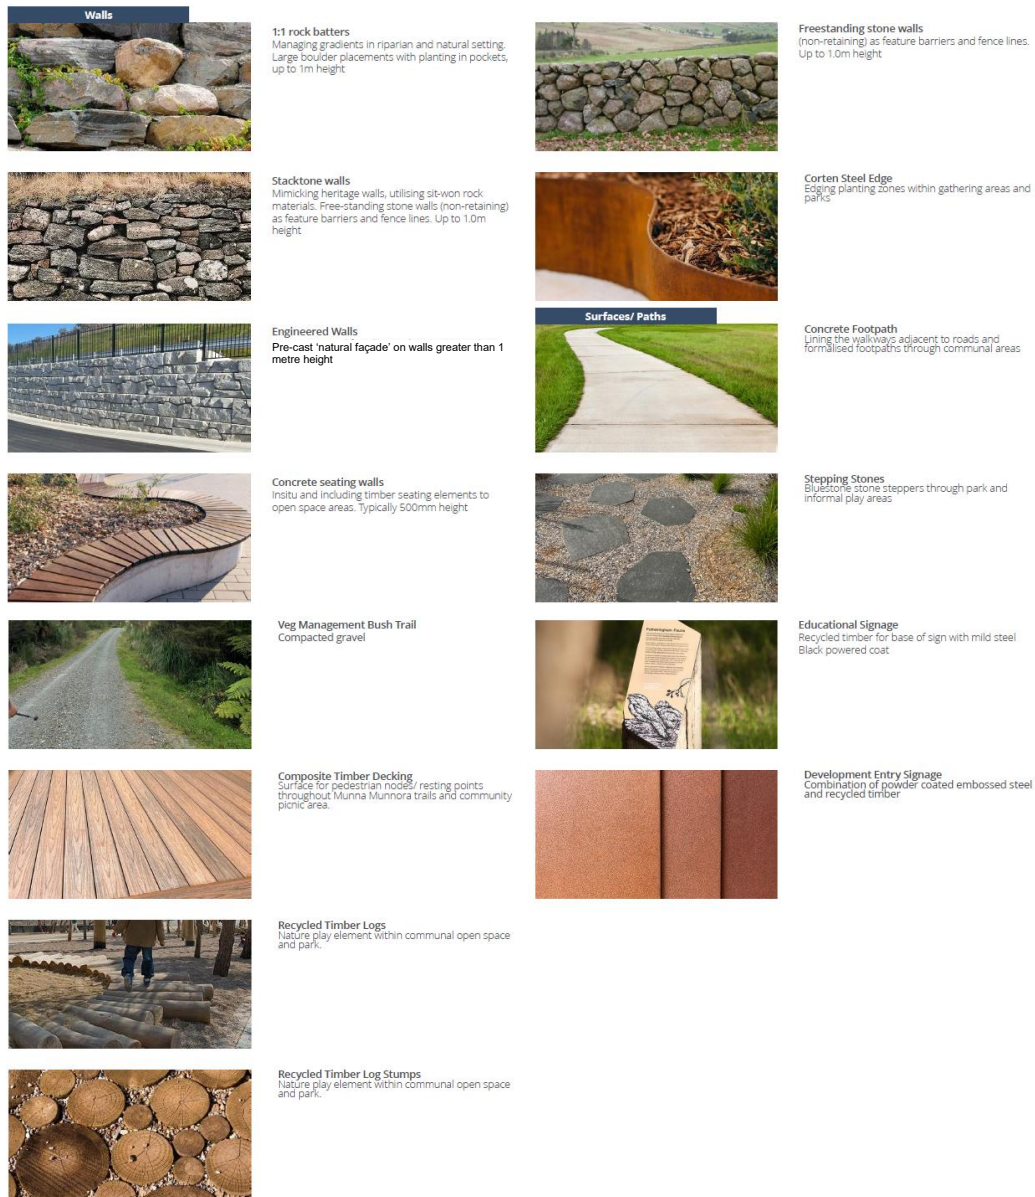 Walls
1:1 rock batters
Managing gradients in riparian and natural setting.
Large boulder placements with planting in pockets,
up to 1m height
Stacktone walls
Mimicking heritage walls, utilising sit-won rock
materials. Free-standing stone walls (non-retaining)
as feature barriers and fence lines. Up to 1.0m
height
Engineered Walls
Pre-cast ‘natural façade’ on walls greater than 1
metre height
Concrete seating walls
Insitu and including timber seating elements to
open space areas. Typically 500mm height
Veg Management Bush Trail
Compacted gravel
Composite Timber Decking
Surface for pedestrian nodes/ resting points
throughout Munna Munnora trails and community
picnic area.
Recycled Timber Logs
Nature play element within communal open space
and park.
Recycled Timber Log Stumps
Nature play element within communal open space
and park.
Freestanding stone walls
(non-retaining) as feature barriers and fence lines.
Up to 1.0m height
Corten Steel Edge
Edging planting zones within gathering areas and
parks
Surfaces/ Paths
Concrete Footpath
Lining the walkways adjacent to roads and
formalised footpaths through communal areas
Stepping Stones
Bluestone stone steppers through park and
informal play areas
Educational Signage
Recycled timber for base of sign with mild steel
Black powered coat
Development Entry Signage
Combination of powder coated embossed steel
and recycled timber